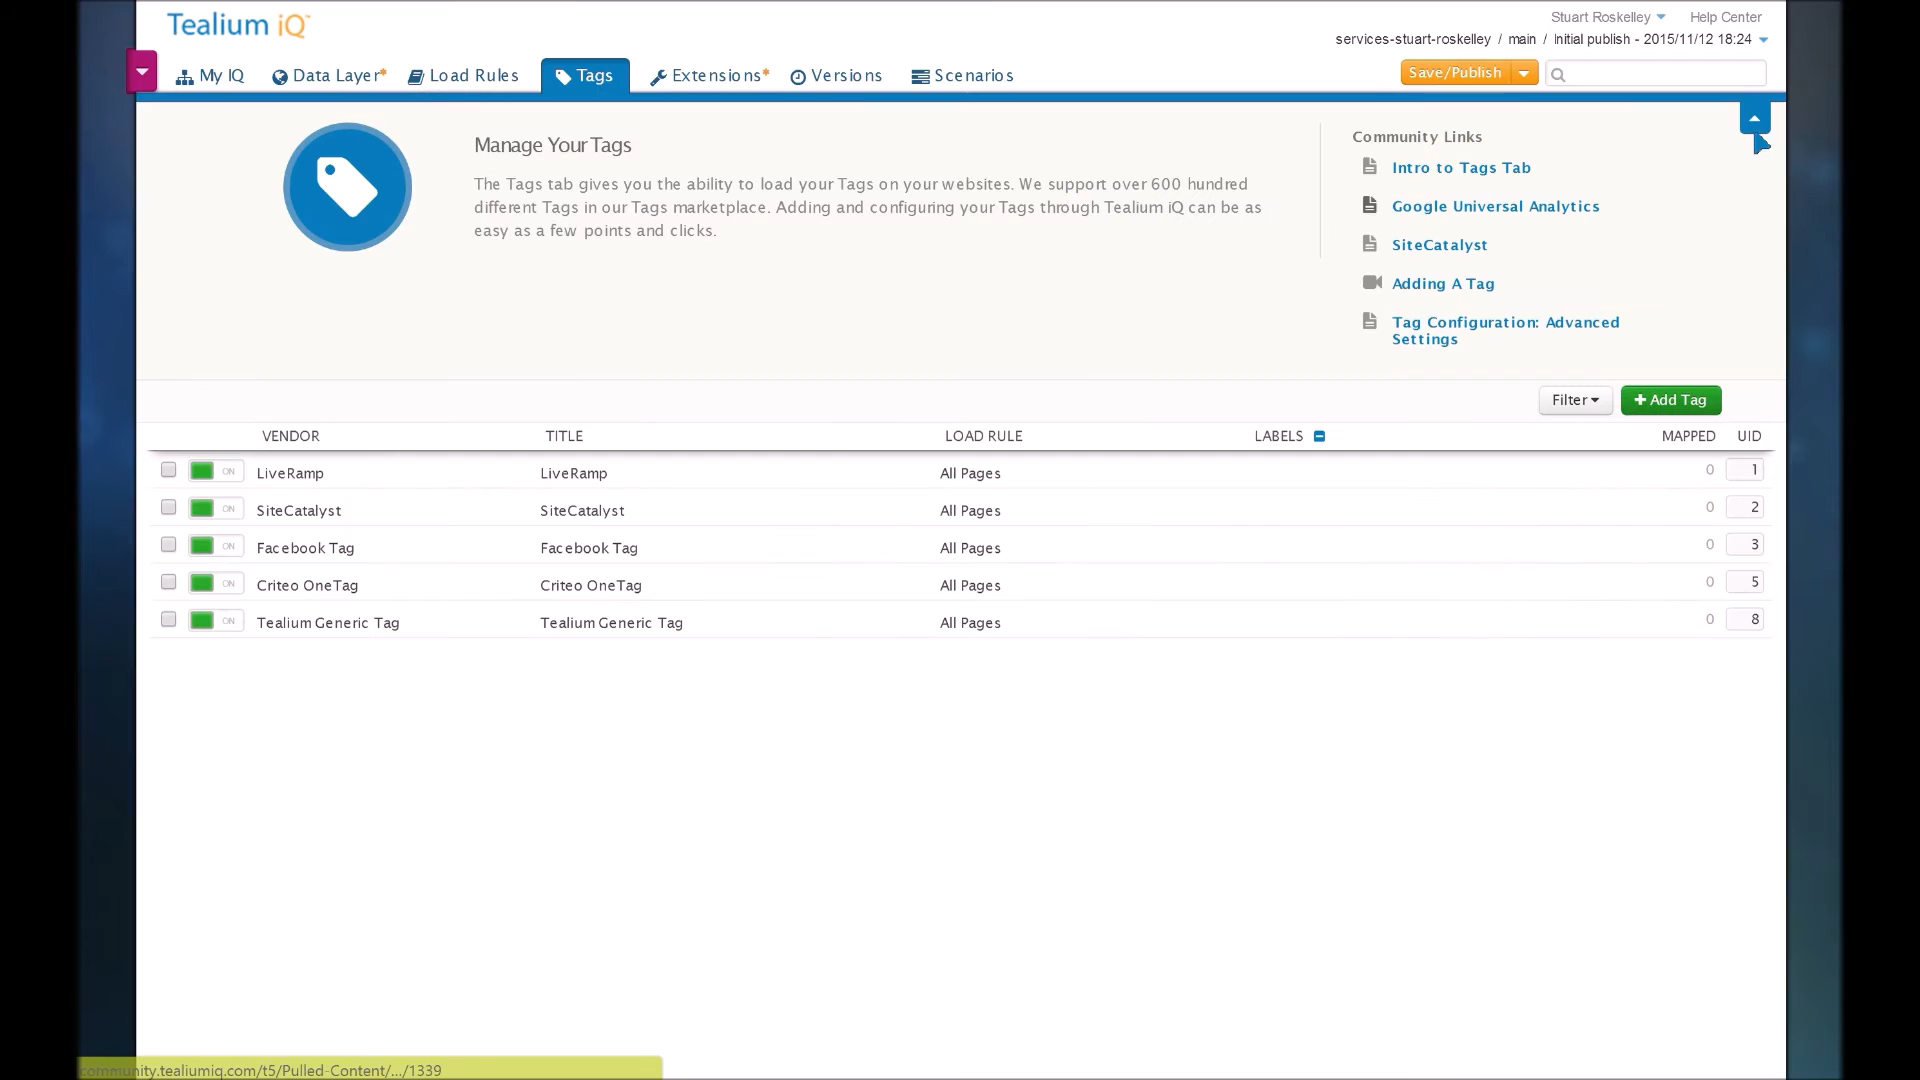 Tealium iQ
Stuart Roskelley Help Center
services-stuart-roskelley / main / Initial publish - 2015/11/12 18:24
My iQ Data Layer* Load Rules Tags Extensions* Versions Scenarios Save/Publish
Manage Your Tags
The Tags tab gives you the ability to load your Tags on your websites. We support over 600 hundred
different Tags in our Tags marketplace. Adding and configuring your Tags through Tealium iQ can be as
easy as a few points and clicks.
Community Links
Intro to Tags Tab
Google Universal Analytics
SiteCatalyst
Adding A Tag
Tag Configuration: Advanced
Settings
Filter + Add Tag
VENDOR TITLE LOAD RULE LABELS MAPPED UID
ON LiveRamp LiveRamp All Pages 0 1
ON SiteCatalyst SiteCatalyst All Pages 0 2
ON Facebook Tag Facebook Tag All Pages 0 3
ON Criteo OneTag Criteo OneTag All Pages 0 5
ON Tealium Generic Tag Tealium Generic Tag All Pages 0 8
community.tealiumiq.com/t5/Pulled-Content/.../1339